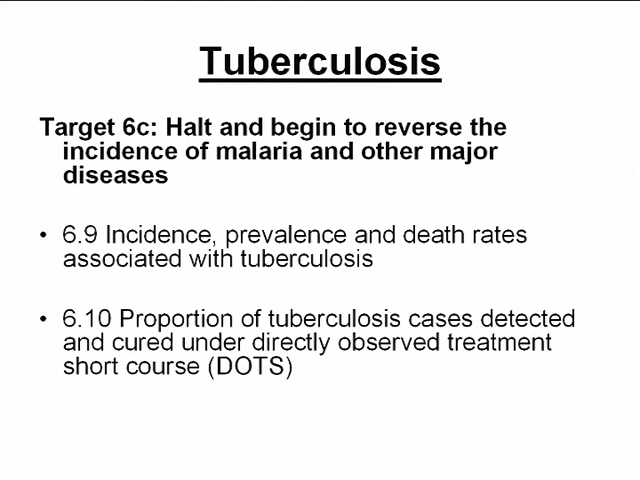 Tuberculosis
Target 6c: Halt and begin to reverse the
incidence of malaria and other major
diseases
• 6.9 Incidence, prevalence and death rates
associated with tuberculosis
• 6.10 Proportion of tuberculosis cases detected
and cured under directly observed treatment
short course (DOTS)